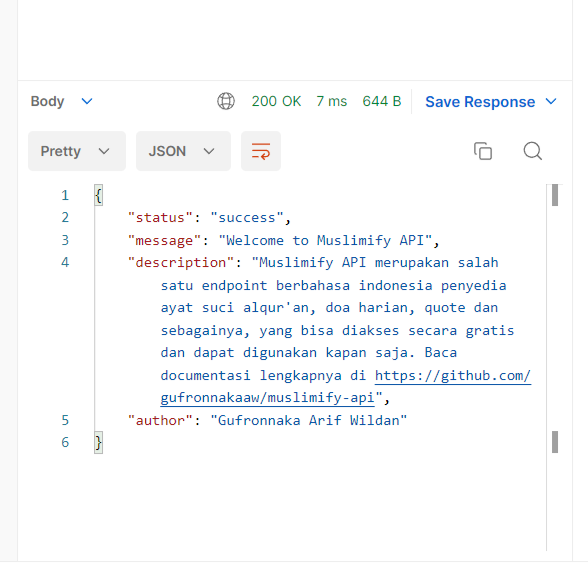 Body
200 OK 7 ms 644 B Save Response
Pretty JSON
1 {
2 "status": "success",
3 "message": "Welcome to Muslimify API",
4 "description": "Muslimify API merupakan salah
satu endpoint berbahasa indonesia penyedia
ayat suci alqur'an, doa harian, quote dan
sebagainya, yang bisa diakses secara gratis
dan dapat digunakan kapan saja. Baca
documentasi lengkapnya di https://github.com/
gufronnakaaw/muslimify-api",
5 "author": "Gufronnaka Arif Wildan"
6 }